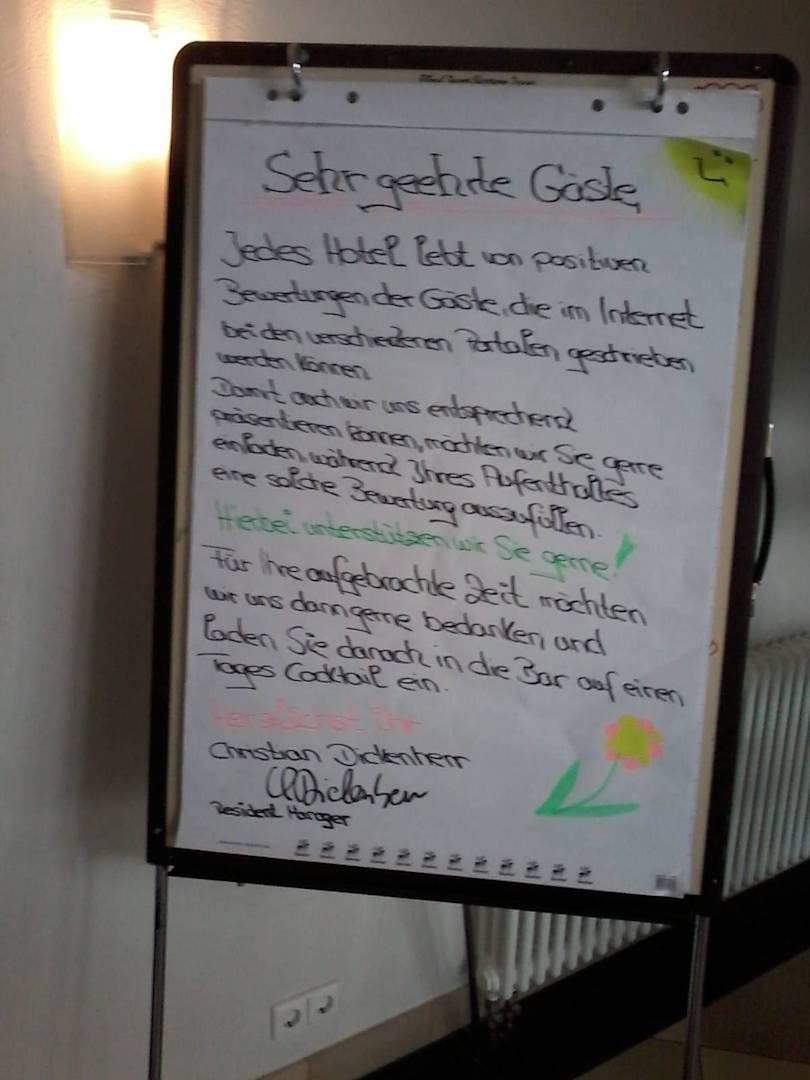 Sehr geehrte Gäste,
Jedes Hotel lebt von positiven
Bewertungen der Gäste, die im Internet
bei den verschiedenen Portalen geschrieben
werden können.
Damit auch wir uns entsprechend
präsentieren können, möchten wir Sie gerne
einladen, während Ihres Aufenthaltes
eine solche Bewertung auszufüllen.
Hierbei unterstützen wir Sie gerne!
Für Ihre aufgebrachte Zeit möchten
wir uns dann gerne bedanken und
laden Sie danach in die Bar auf einen
Tages Cocktail ein.
Herzlichst Ihr
Christian Dickenherr
CDickenherr
Resident Manager